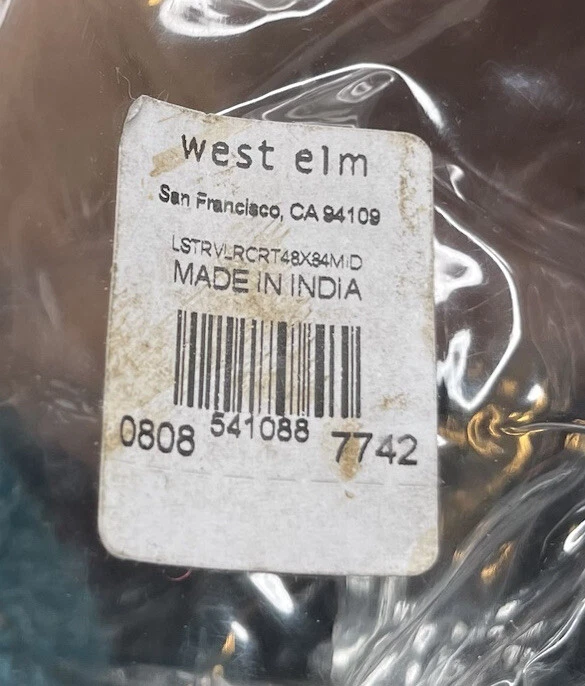 west elm
San Francisco, CA 94109
LSTRVLRCRT48X84MID
MADE IN INDIA
0808 541088 7742